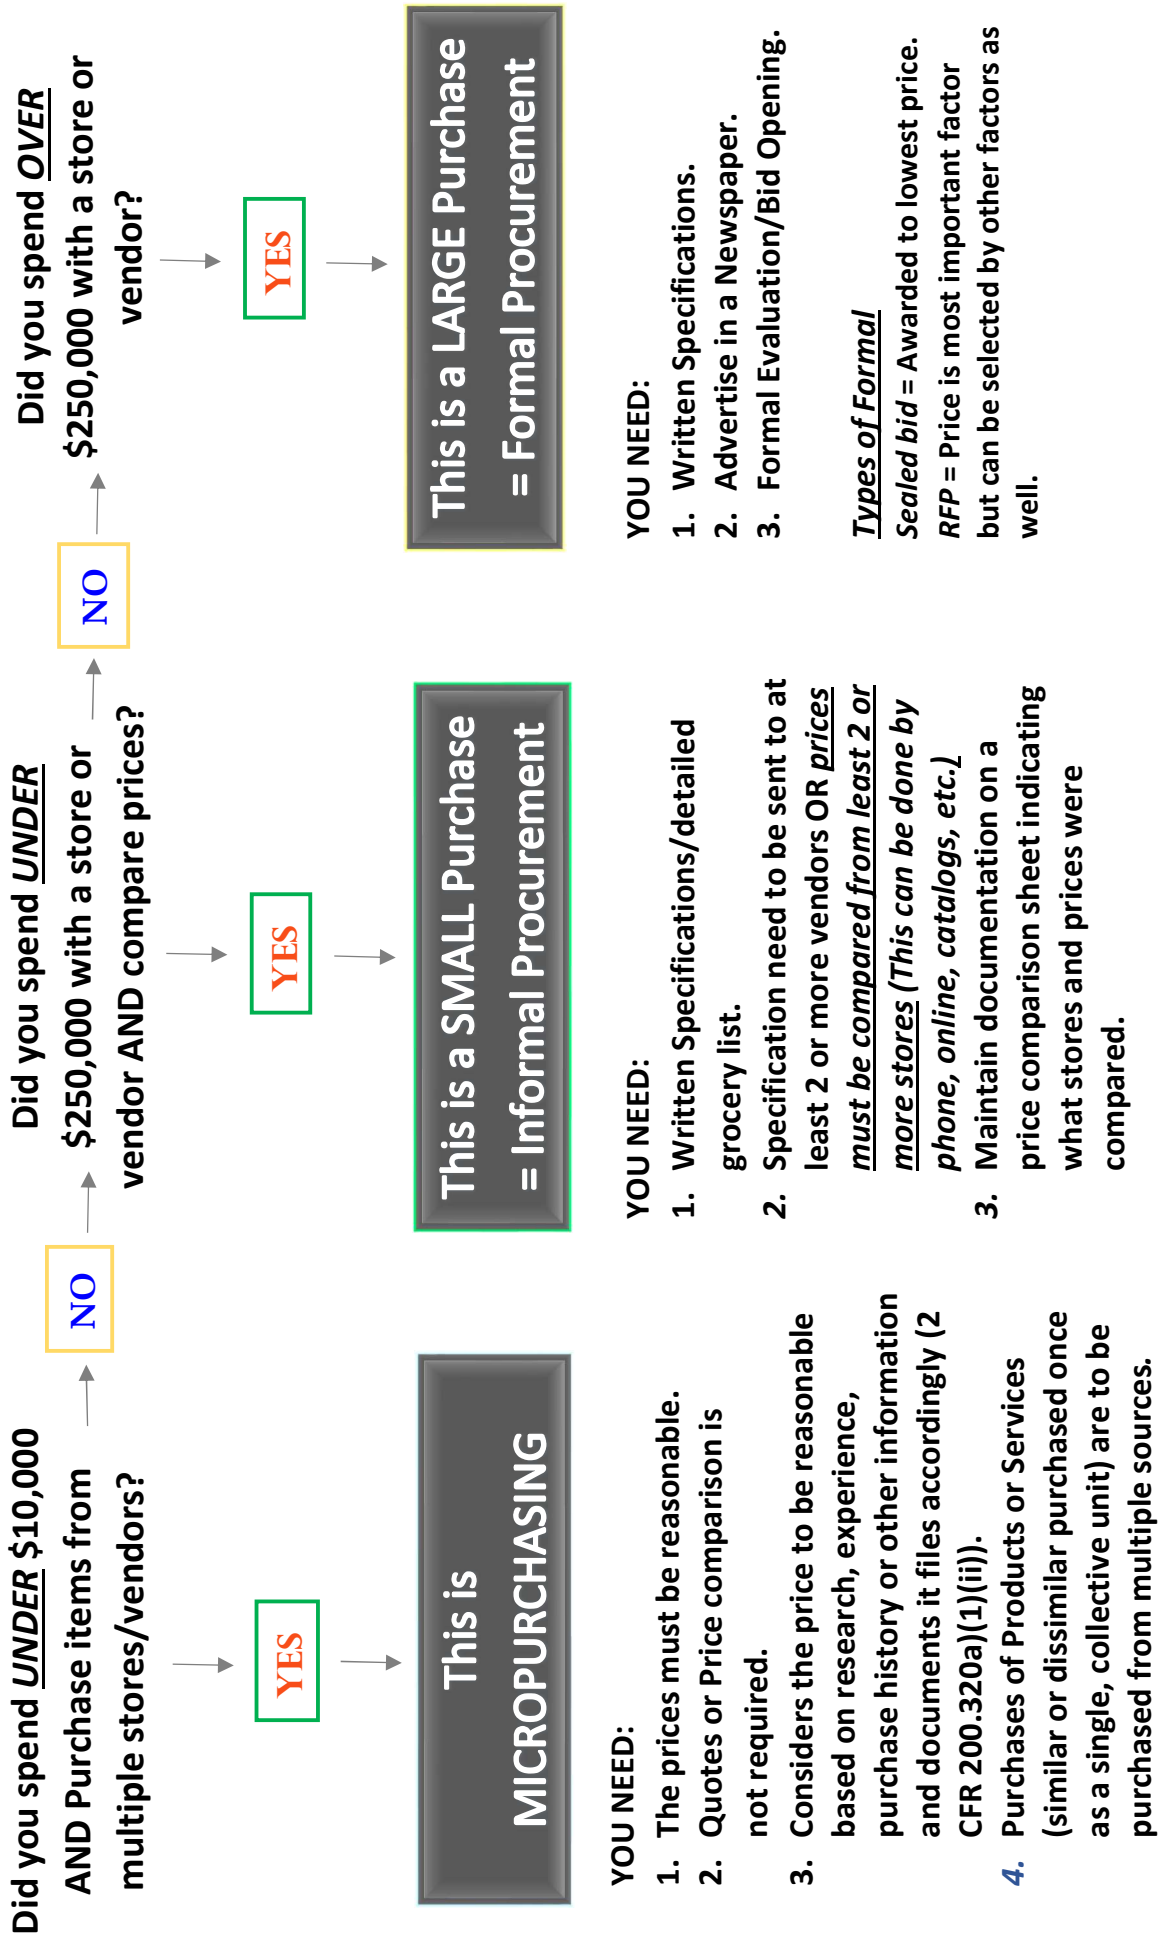 Did you spend UNDER $10,000
AND Purchase items from
multiple stores/vendors?
NO
YES
This is
MICROPURCHASING
YOU NEED:
1. The prices must be reasonable.
2. Quotes or Price comparison is
not required.
3. Considers the price to be reasonable
based on research, experience,
purchase history or other information
and documents it files accordingly (2
CFR 200.320a)(1)(ii)).
4. Purchases of Products or Services
(similar or dissimilar purchased once
as a single, collective unit) are to be
purchased from multiple sources.
Did you spend UNDER
$250,000 with a store or
vendor AND compare prices?
NO
YES
This is a SMALL Purchase
= Informal Procurement
YOU NEED:
1. Written Specifications/detailed
grocery list.
2. Specification need to be sent to at
least 2 or more vendors OR prices
must be compared from least 2 or
more stores (This can be done by
phone, online, catalogs, etc.)
3. Maintain documentation on a
price comparison sheet indicating
what stores and prices were
compared.
Did you spend OVER
$250,000 with a store or
vendor?
YES
This is a LARGE Purchase
= Formal Procurement
YOU NEED:
1. Written Specifications.
2. Advertise in a Newspaper.
3. Formal Evaluation/Bid Opening.
Types of Formal
Sealed bid = Awarded to lowest price.
RFP = Price is most important factor
but can be selected by other factors as
well.